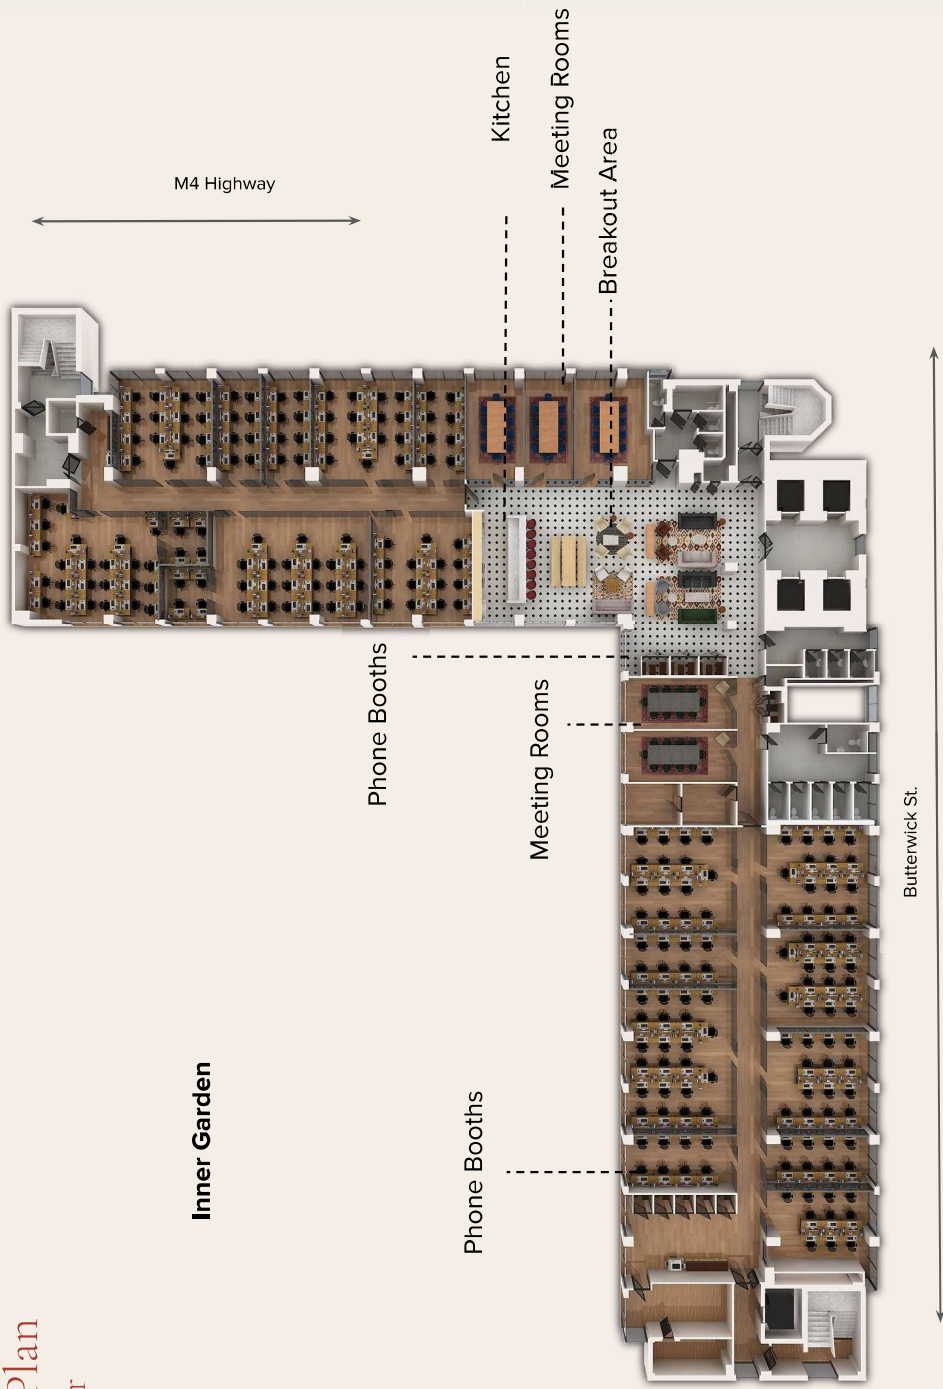 Kitchen
Meeting Rooms
Breakout Area
M4 Highway
Phone Booths
Meeting Rooms
Butterwick St.
Inner Garden
Phone Booths
Plan